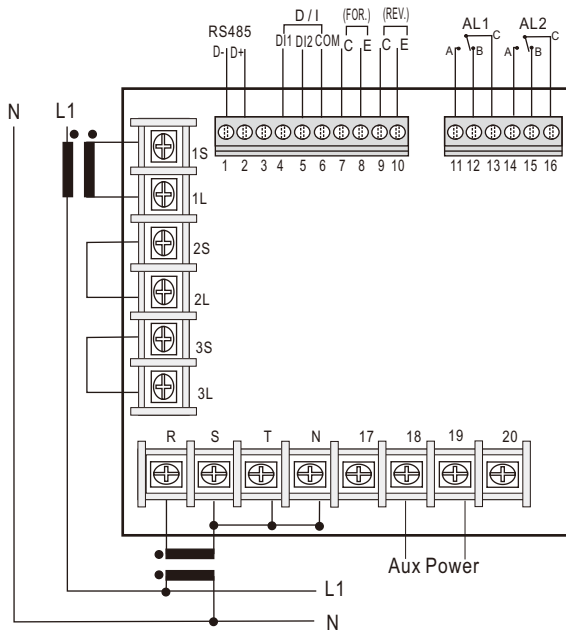 D / I (FOR.) (REV.) AL1 AL2
RS485
D- D+ DI1 DI2 COM C E C E A B C A B C
N L1
1 2 3 4 5 6 7 8 9 10 11 12 13 14 15 16
1S
1L
2S
2L
3S
3L
R S T N 17 18 19 20
Aux Power
L1
N